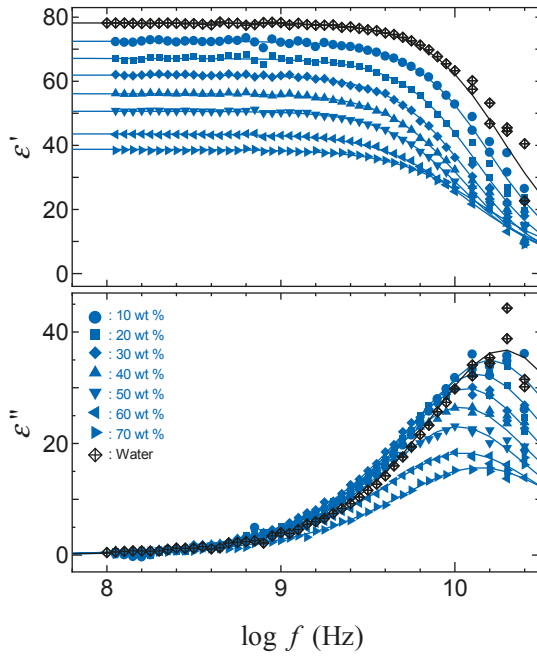 80
60
40
20
0
ε'
40
20
0
ε"
: 10 wt %
: 20 wt %
: 30 wt %
: 40 wt %
: 50 wt %
: 60 wt %
: 70 wt %
: Water
8
9
10
log f (Hz)